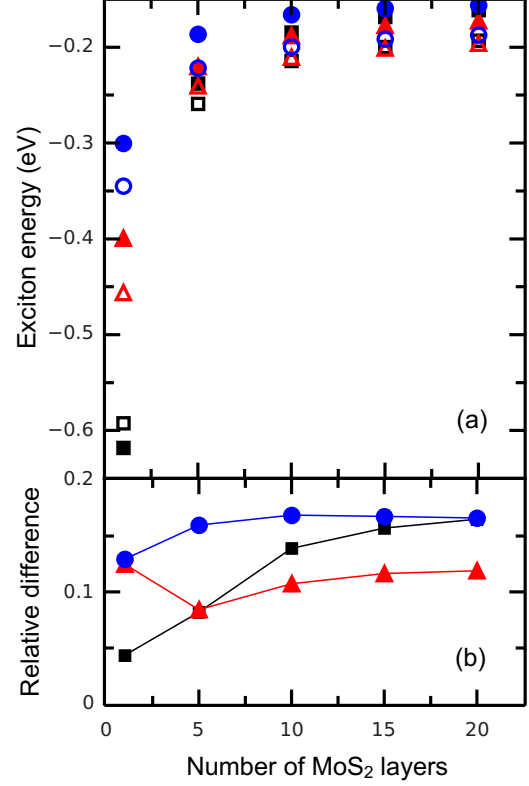 −0.2
−0.3
−0.4
−0.5
−0.6
Exciton energy (eV)
(a)
0.2
0.1
0
Relative difference
(b)
0 5 10 15 20
Number of MoS₂ layers